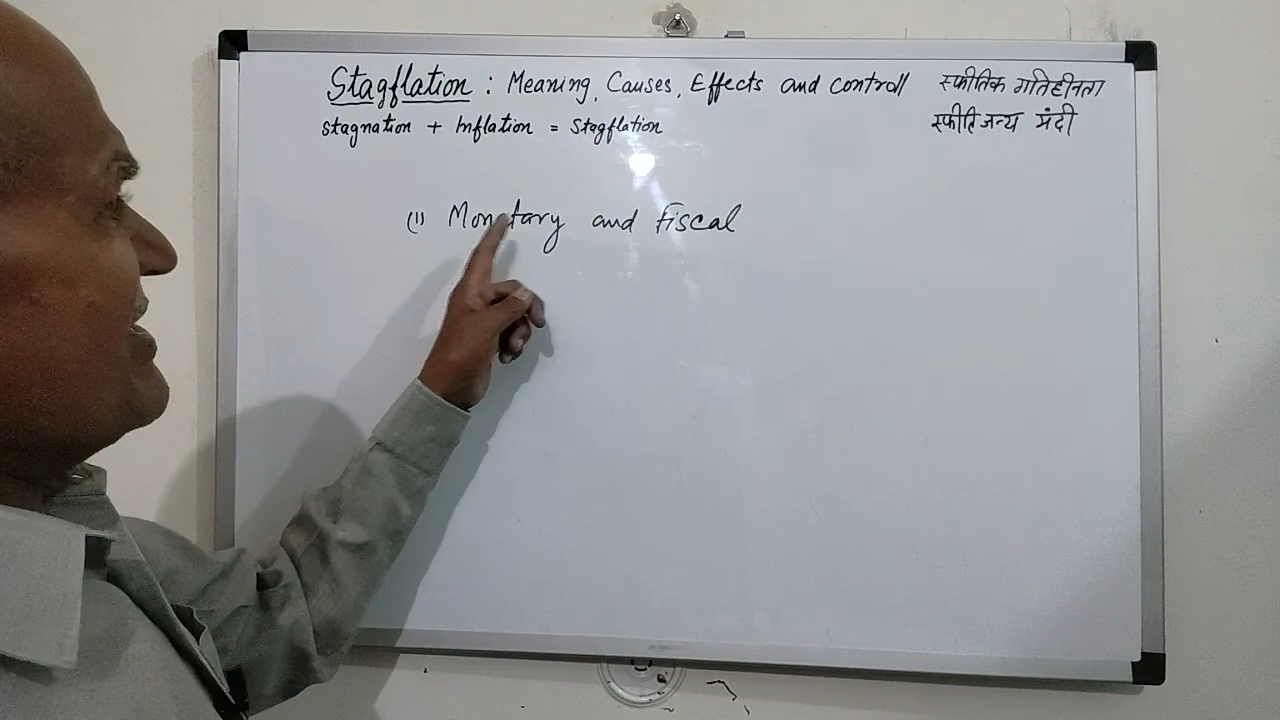 Stagflation : Meaning, Causes, Effects and controll
स्फीतिक गतिहीनता
Stagnation + Inflation = Stagflation
स्फीति जन्य मंदी
(1) Monetary and Fiscal